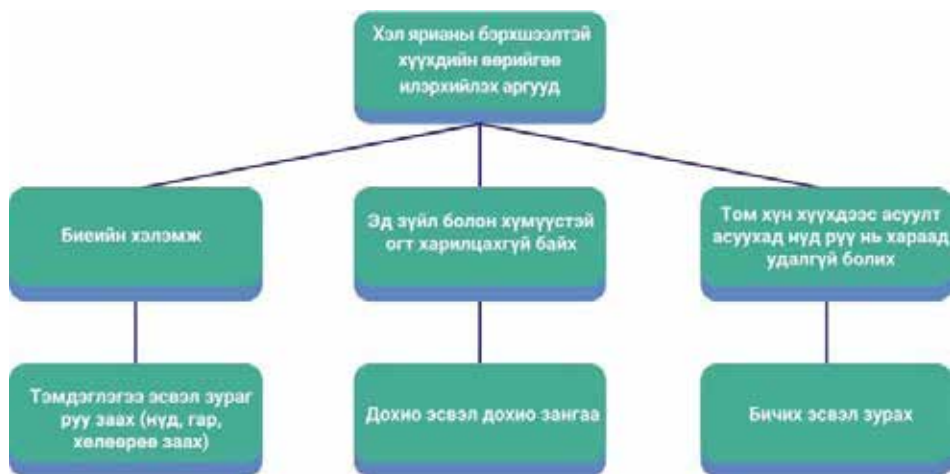 Хэл ярианы бэрхшээлтэй
хүүхдийн өөрийгөө
илэрхийлэх аргууд
Биеийн хэлэмж
Эд зүйл болон хүмүүстэй
огт харилцахгүй байх
Том хүн хүүхдээс асуулт
асуухад нүд рүү нь хараад
удалгүй болих
Тэмдэглэгээ эсвэл зураг
руу заах (нүд, гар,
хөлөөрөө заах)
Дохио эсвэл дохио зангаа
Бичих эсвэл зурах